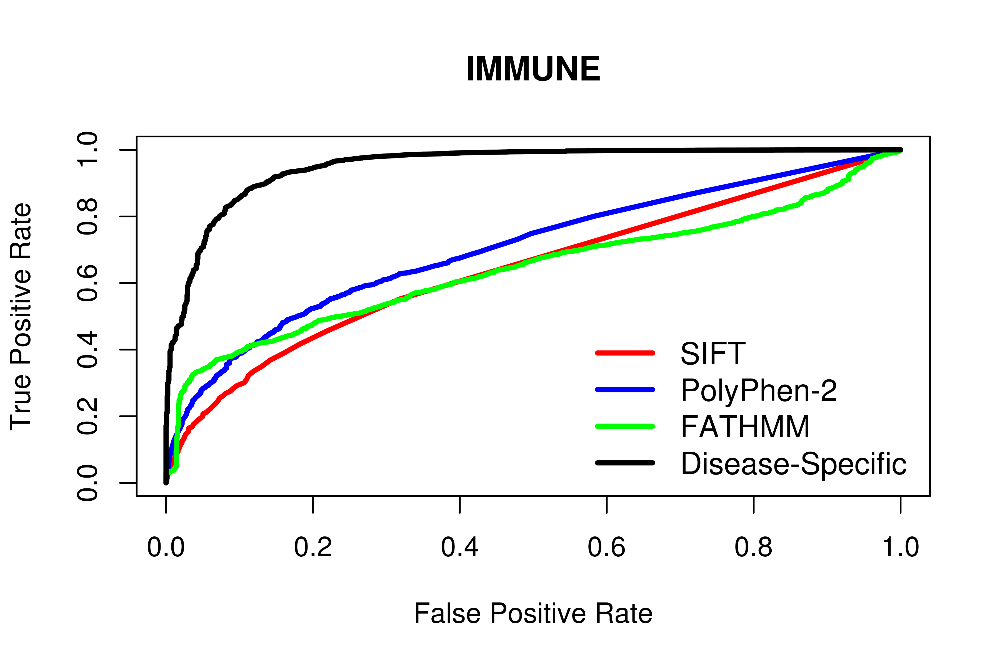 IMMUNE
True Positive Rate
1.0
0.8
0.6
0.4
0.2
0.0
SIFT
PolyPhen-2
FATHMM
Disease-Specific
0.0 0.2 0.4 0.6 0.8 1.0
False Positive Rate